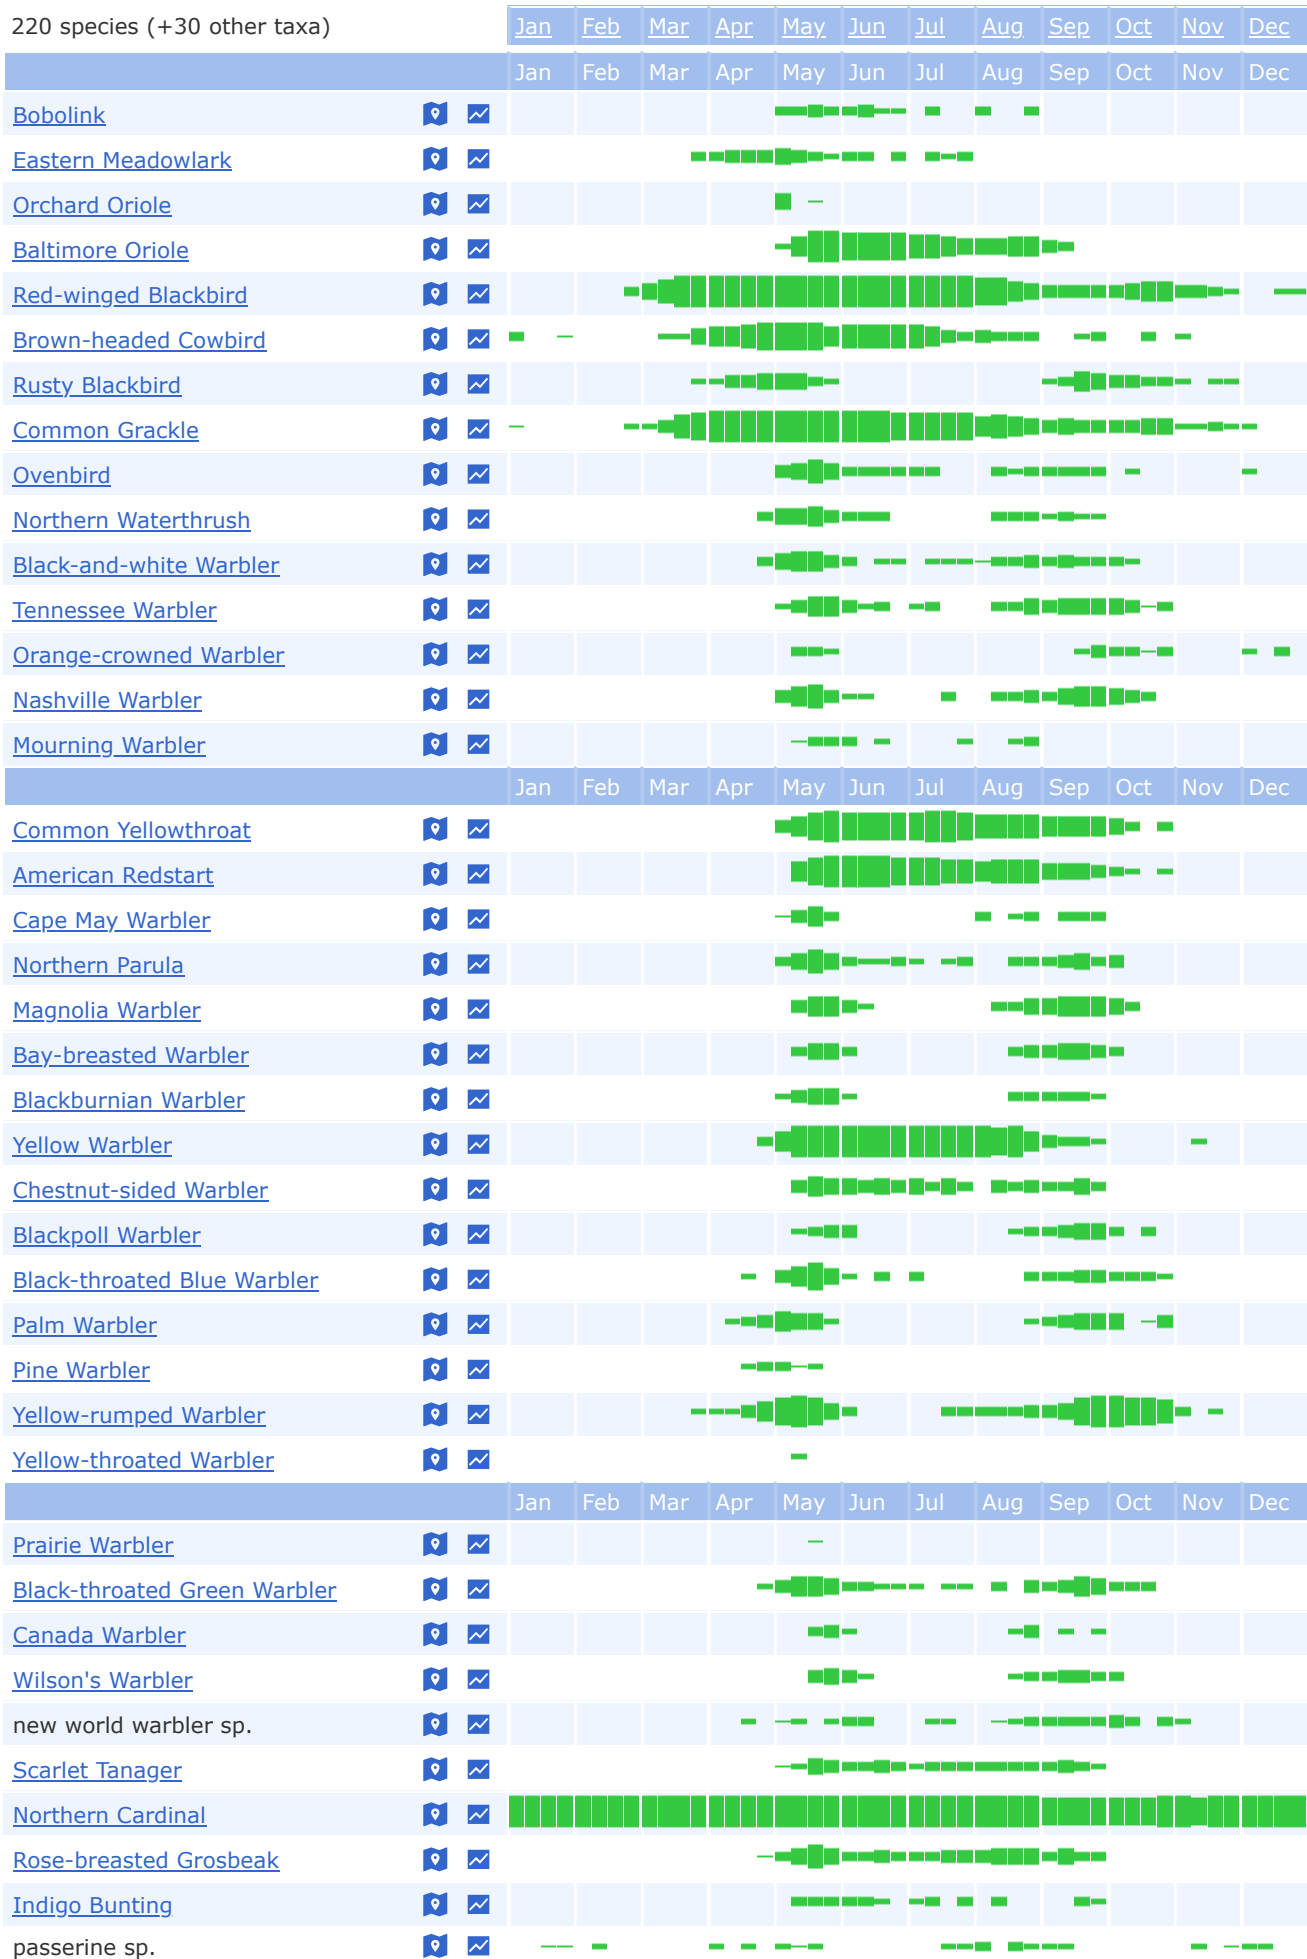 220 species (+30 other taxa) Jan Feb Mar Apr May Jun Jul Aug Sep Oct Nov Dec
Jan Feb Mar Apr May Jun Jul Aug Sep Oct Nov Dec
Bobolink
Eastern Meadowlark
Orchard Oriole
Baltimore Oriole
Red-winged Blackbird
Brown-headed Cowbird
Rusty Blackbird
Common Grackle
Ovenbird
Northern Waterthrush
Black-and-white Warbler
Tennessee Warbler
Orange-crowned Warbler
Nashville Warbler
Mourning Warbler
Jan Feb Mar Apr May Jun Jul Aug Sep Oct Nov Dec
Common Yellowthroat
American Redstart
Cape May Warbler
Northern Parula
Magnolia Warbler
Bay-breasted Warbler
Blackburnian Warbler
Yellow Warbler
Chestnut-sided Warbler
Blackpoll Warbler
Black-throated Blue Warbler
Palm Warbler
Pine Warbler
Yellow-rumped Warbler
Yellow-throated Warbler
Jan Feb Mar Apr May Jun Jul Aug Sep Oct Nov Dec
Prairie Warbler
Black-throated Green Warbler
Canada Warbler
Wilson's Warbler
new world warbler sp.
Scarlet Tanager
Northern Cardinal
Rose-breasted Grosbeak
Indigo Bunting
passerine sp.